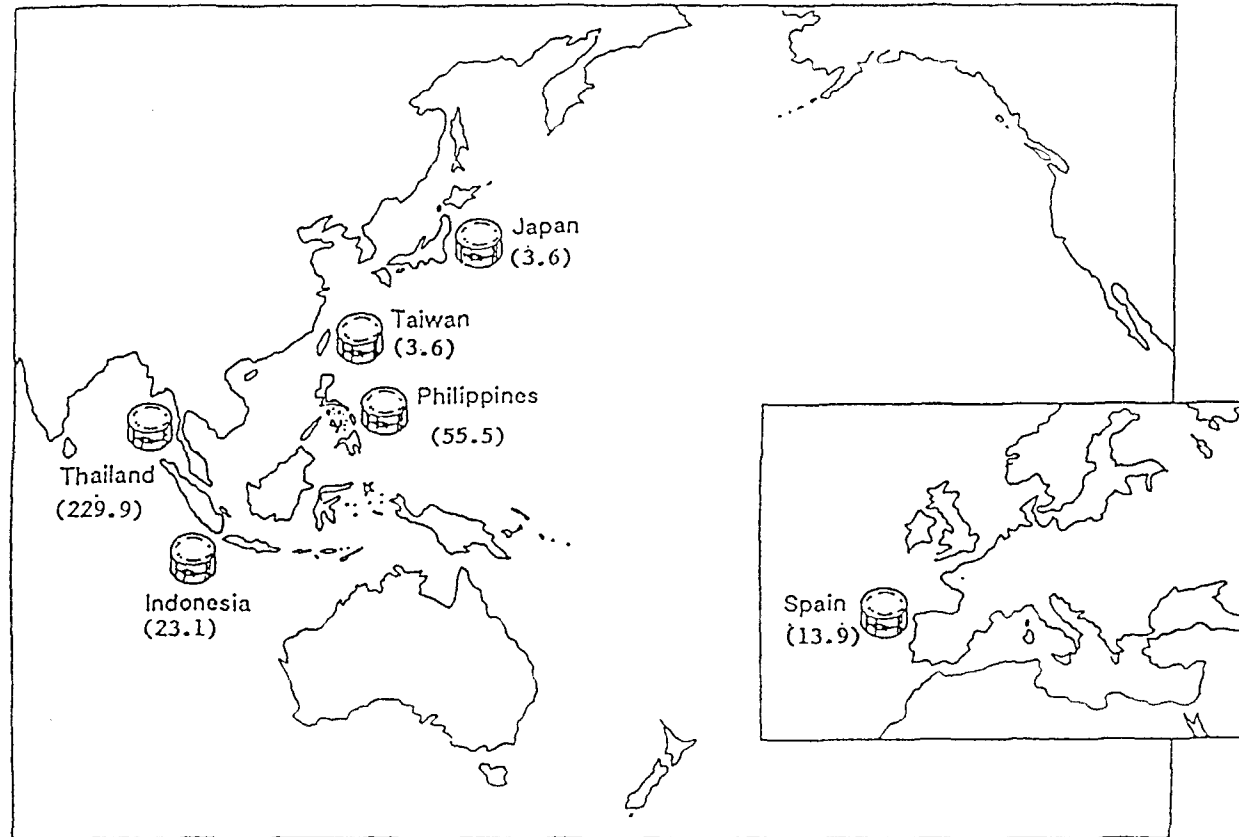 Japan
(3.6)
Taiwan
(3.6)
Philippines
(55.5)
Thailand
(229.9)
Indonesia
(23.1)
Spain
(13.9)